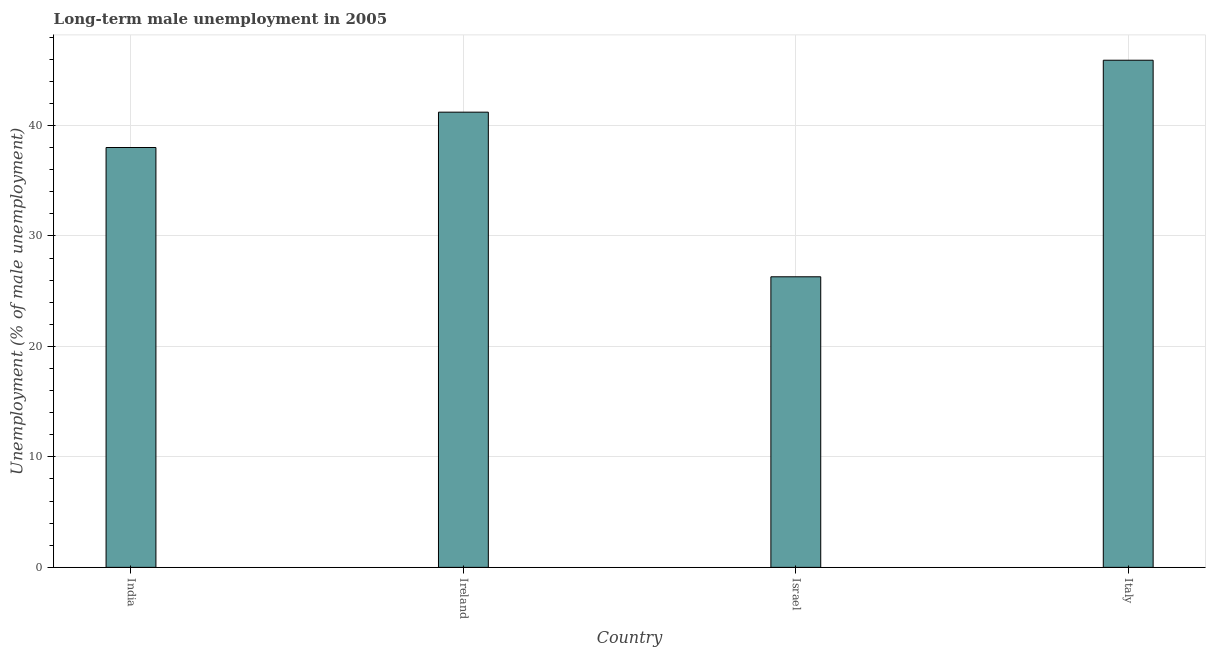 Long-term male unemployment in 2005
Unemployment (% of male unemployment)
40
30
20
10
0
India
Ireland
Israel
Italy
Country